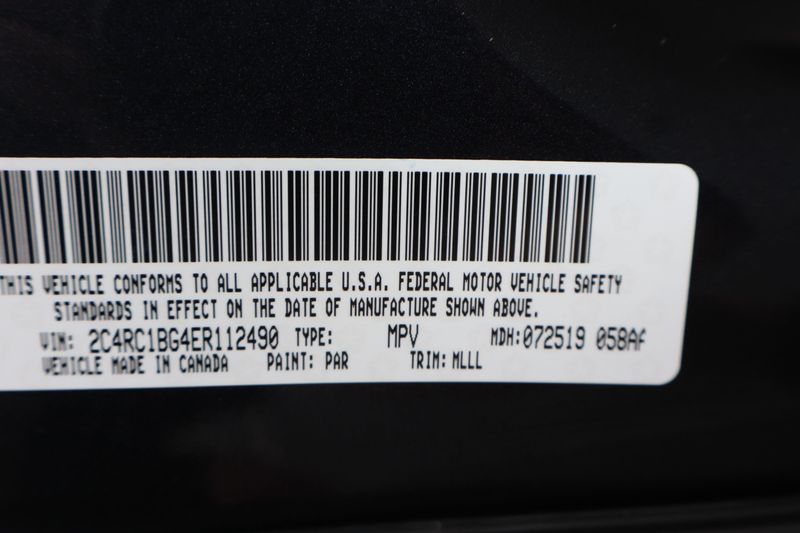 THIS VEHICLE CONFORMS TO ALL APPLICABLE U.S.A. FEDERAL MOTOR VEHICLE SAFETY
STANDARDS IN EFFECT ON THE DATE OF MANUFACTURE SHOWN ABOVE.
VIN: 2C4RC1BG4ER112490 TYPE: MPV MDH:072519 058AF
VEHICLE MADE IN CANADA PAINT: PAR TRIM: MLLL